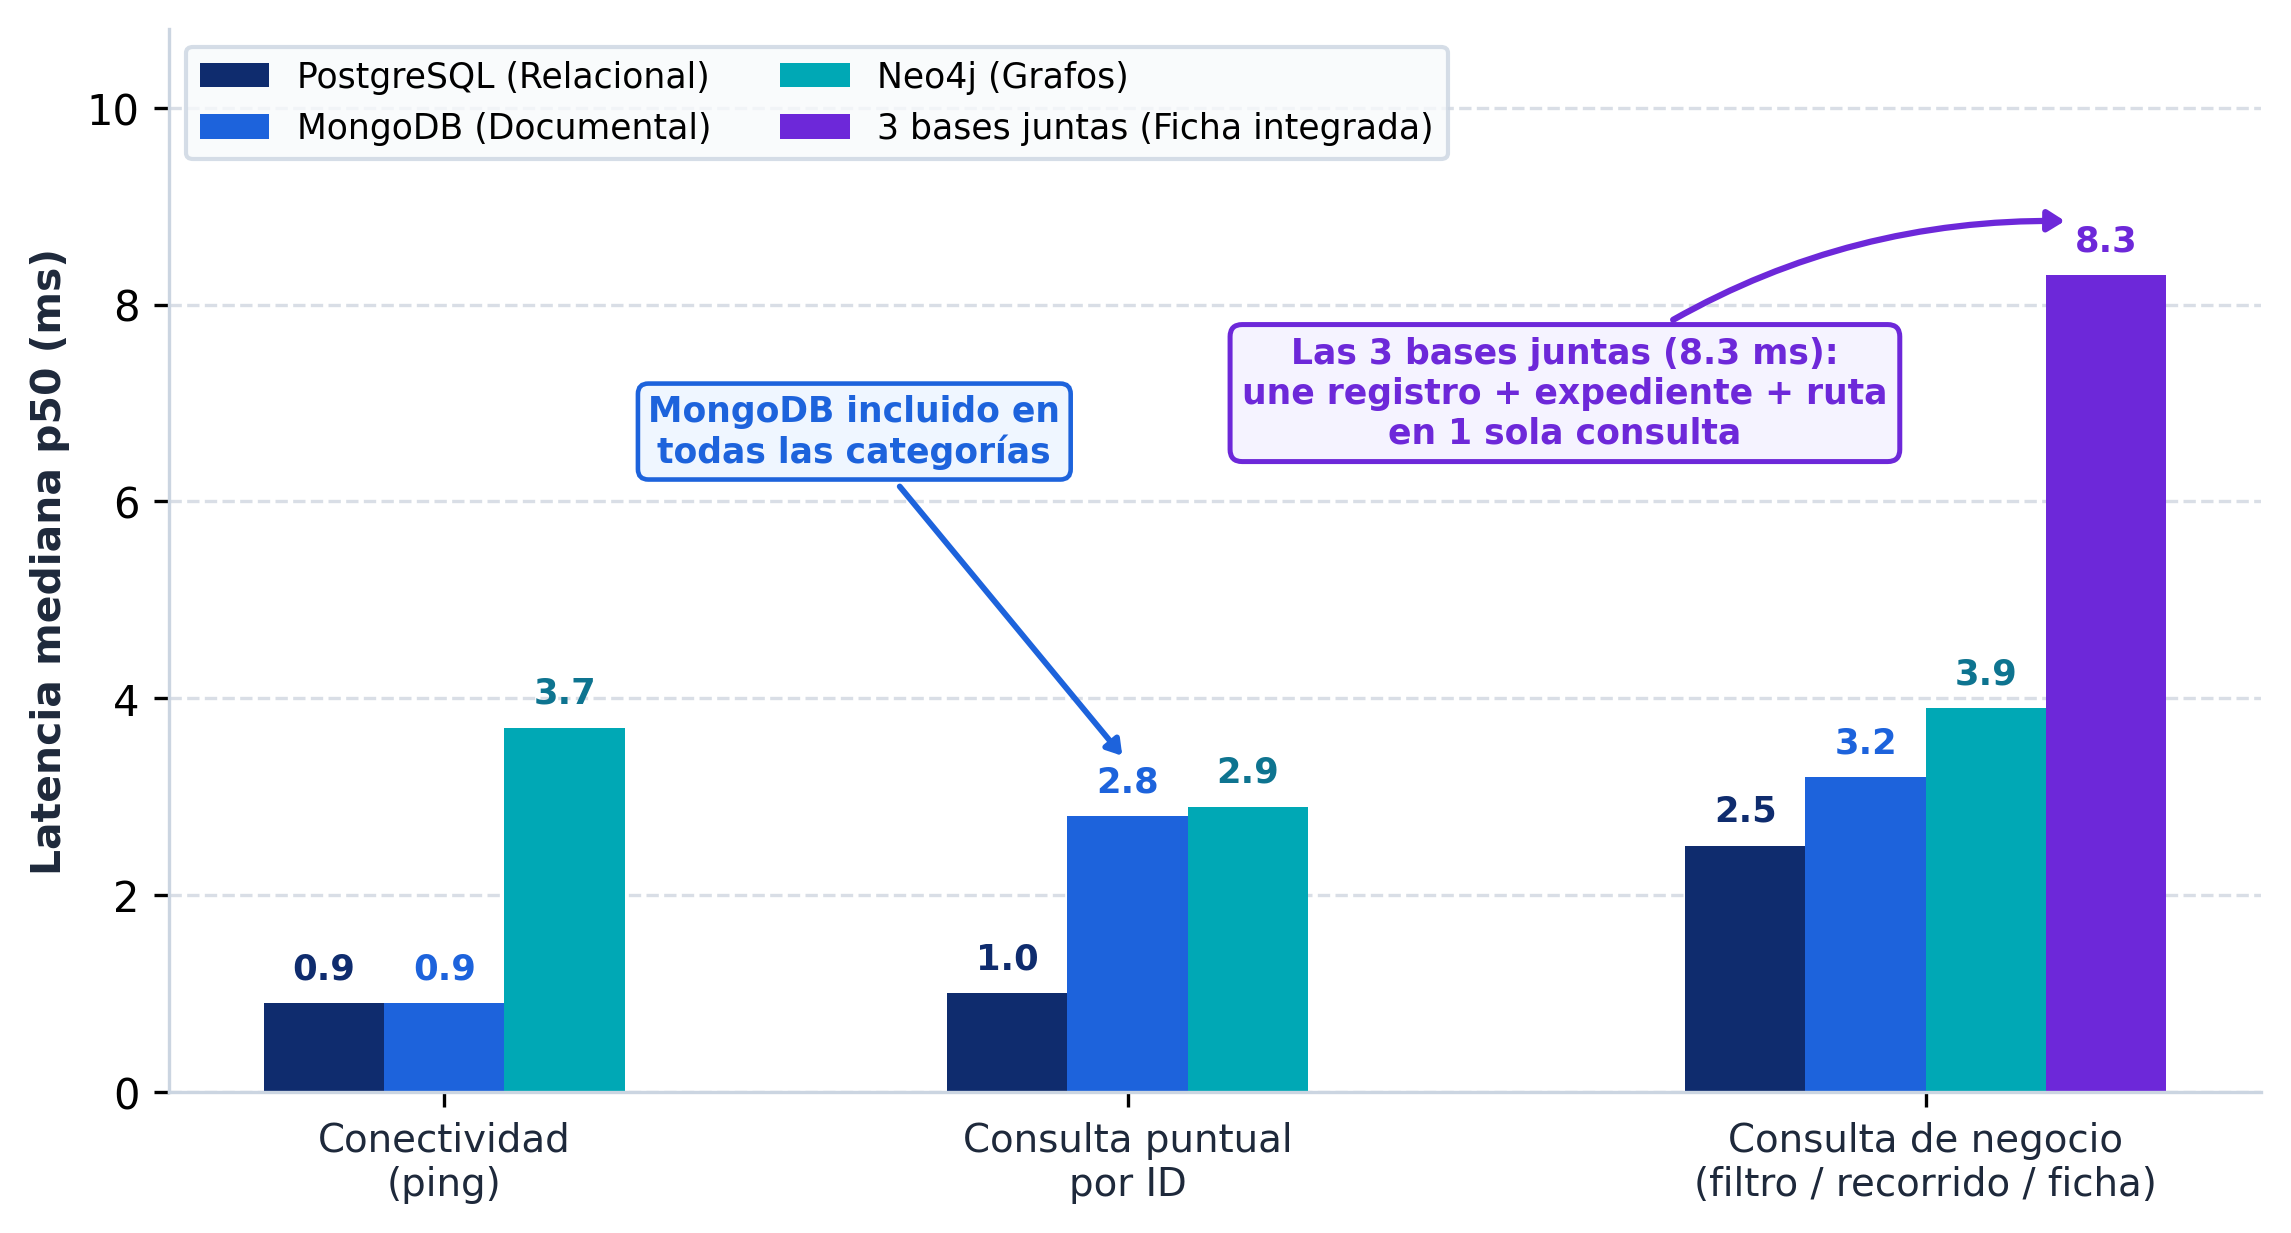 PostgreSQL (Relacional)
MongoDB (Documental)
Neo4j (Grafos)
3 bases juntas (Ficha integrada)
Latencia mediana p50 (ms)
10
8
6
4
2
0
MongoDB incluido en
todas las categorías
Las 3 bases juntas (8.3 ms):
une registro + expediente + ruta
en 1 sola consulta
0.9
0.9
3.7
1.0
2.8
2.9
2.5
3.2
3.9
8.3
Conectividad
(ping)
Consulta puntual
por ID
Consulta de negocio
(filtro / recorrido / ficha)